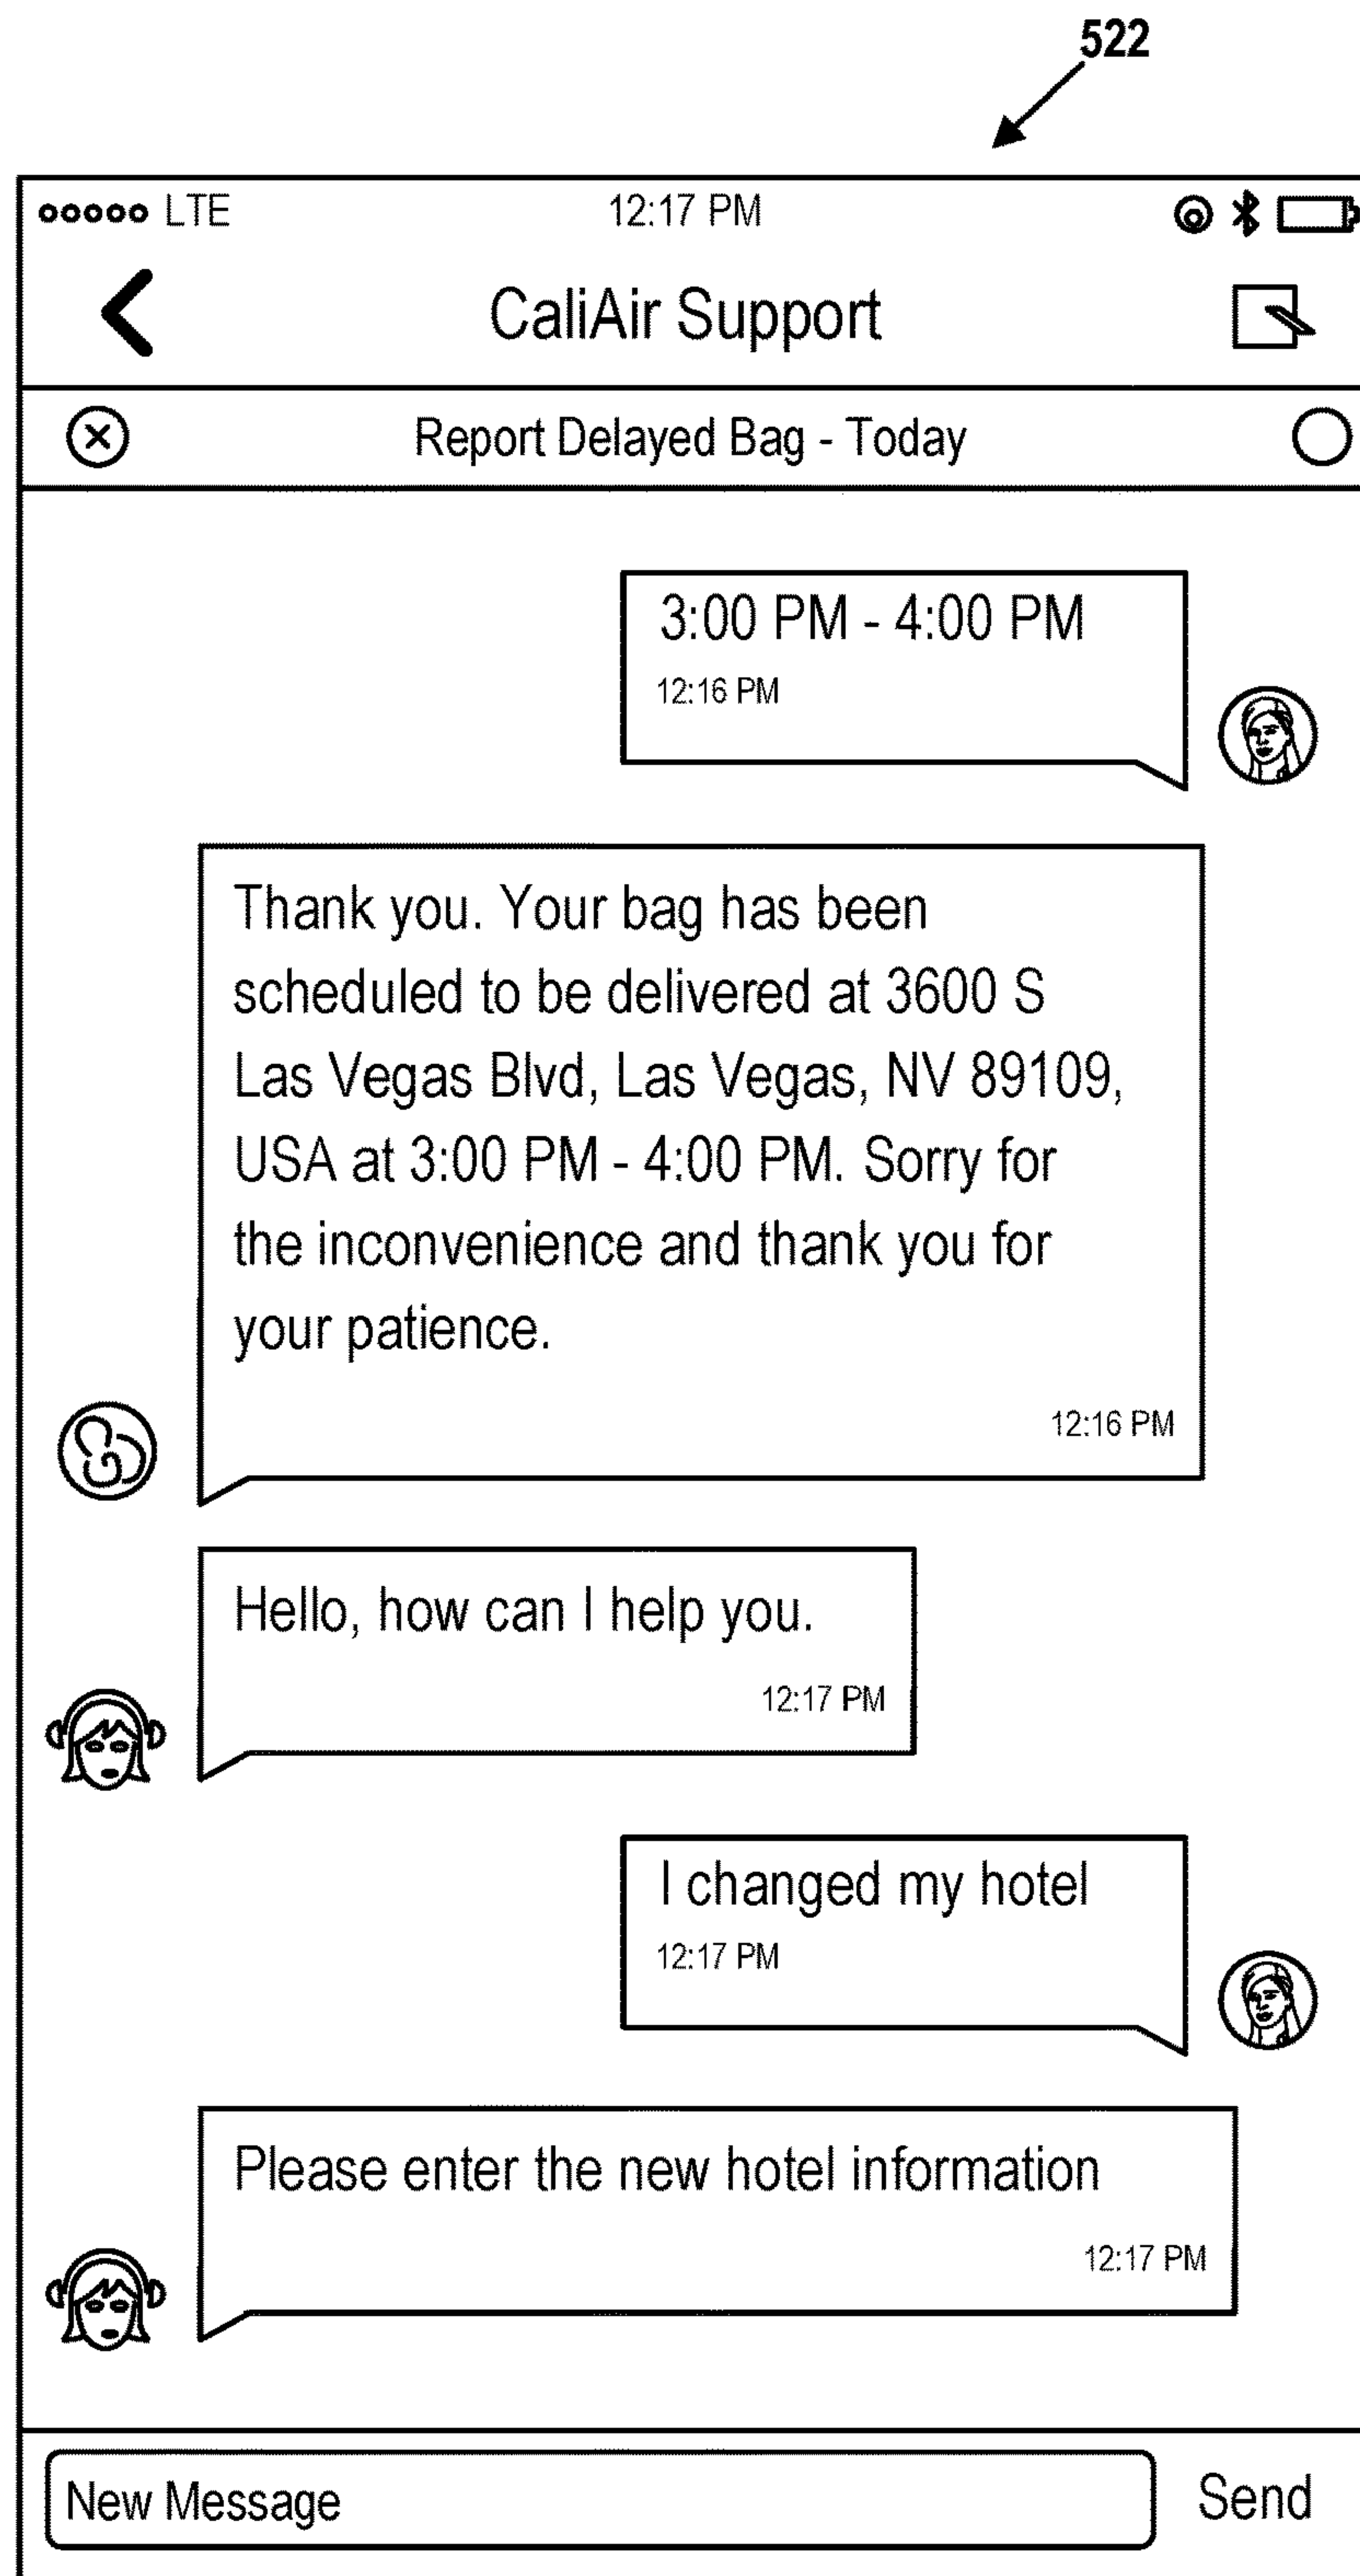 522
LTE 12:17 PM
CaliAir Support
Report Delayed Bag - Today
3:00 PM - 4:00 PM
12:16 PM
Thank you. Your bag has been
scheduled to be delivered at 3600 S
Las Vegas Blvd, Las Vegas, NV 89109,
USA at 3:00 PM - 4:00 PM. Sorry for
the inconvenience and thank you for
your patience.
12:16 PM
Hello, how can I help you.
12:17 PM
I changed my hotel
12:17 PM
Please enter the new hotel information
12:17 PM
New Message Send